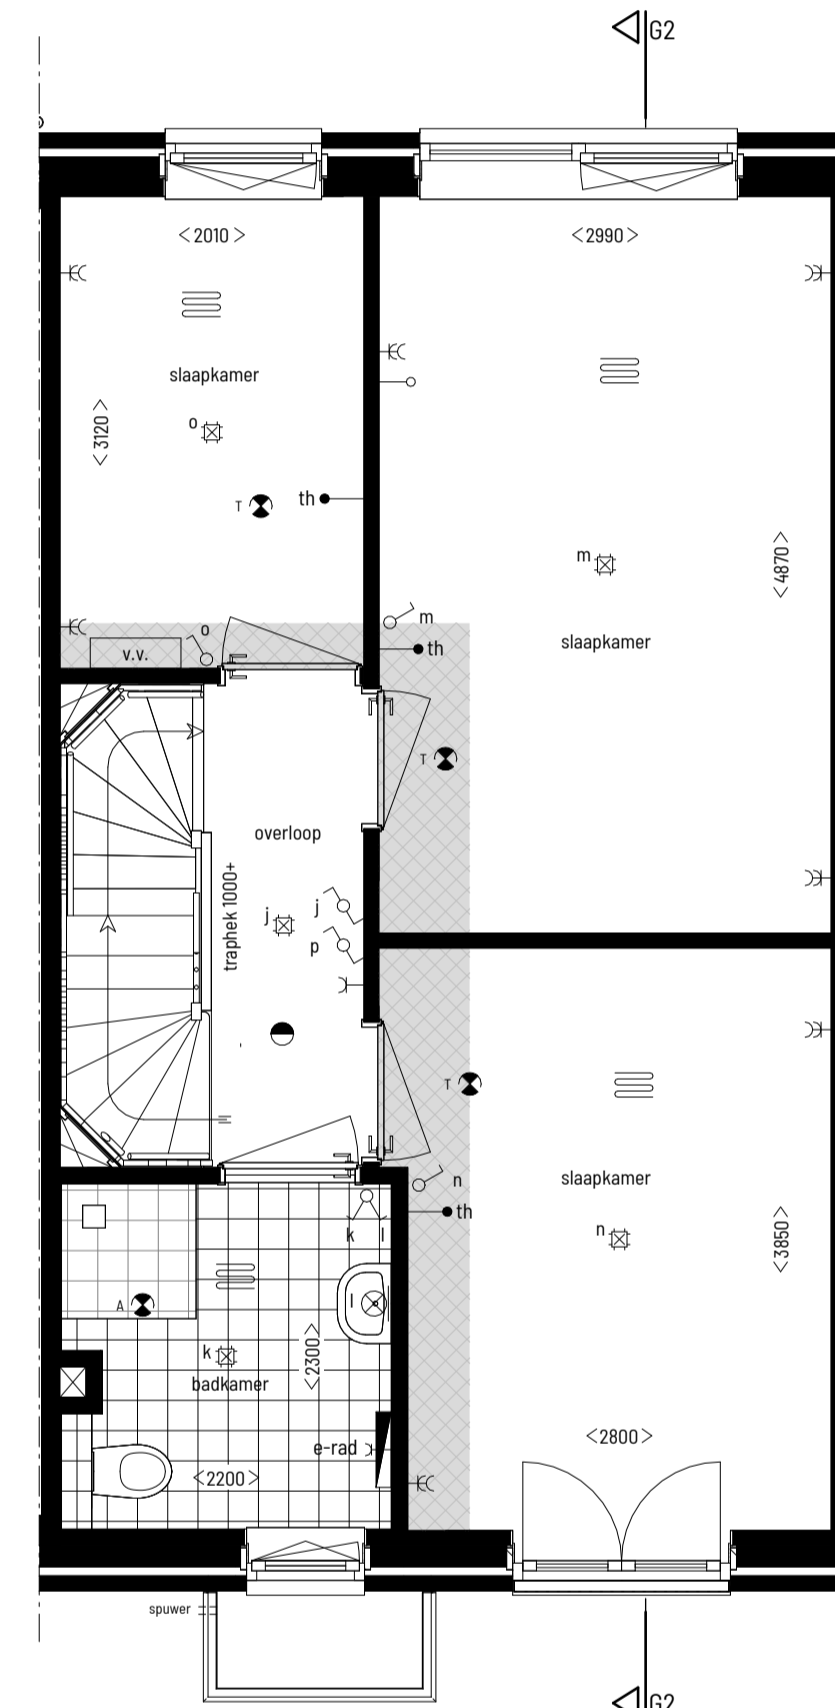 G2
<2010>
<2990>
slaapkamer
o
<3120>
T
th
m
<4870>
slaapkamer
m
th
o
v.v.
T
overloop
traphek 1000+
j
j
p
T
slaapkamer
n
th
n
<3850>
k
l
l
A
k
<2300>
badkamer
<2800>
e-rad
<2200>
spuwer
G2